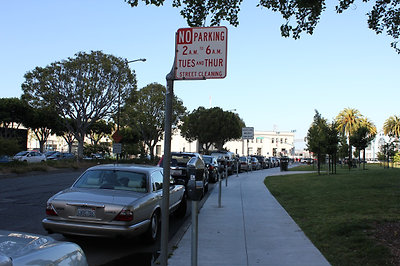 NO PARKING
2 A.M. TO 6 A.M.
TUES AND THUR
STREET CLEANING